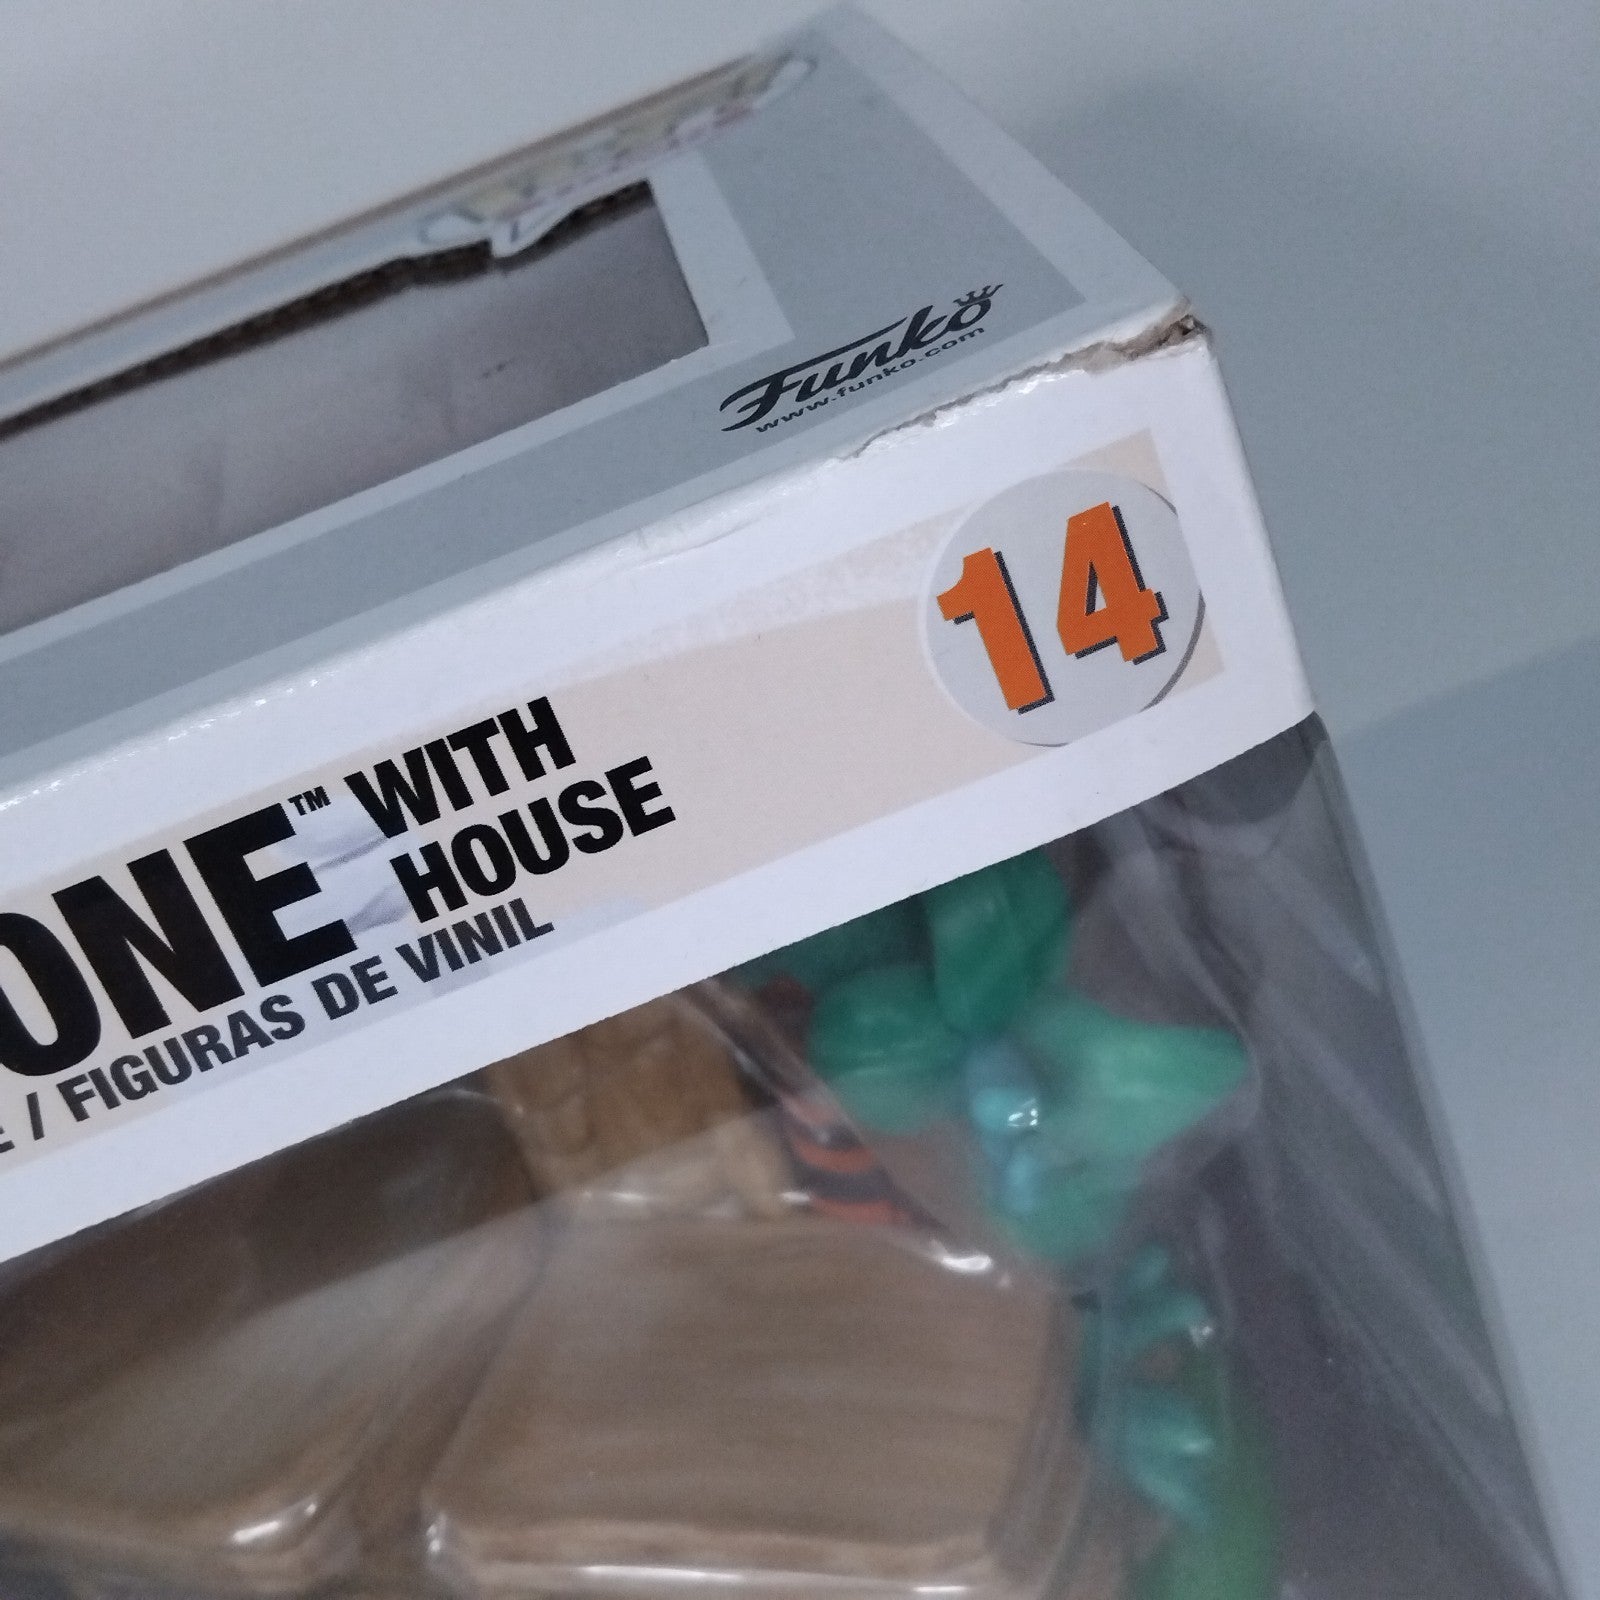 Funko
www.funko.com
14
ONE™ WITH
HOUSE
E / FIGURAS DE VINIL